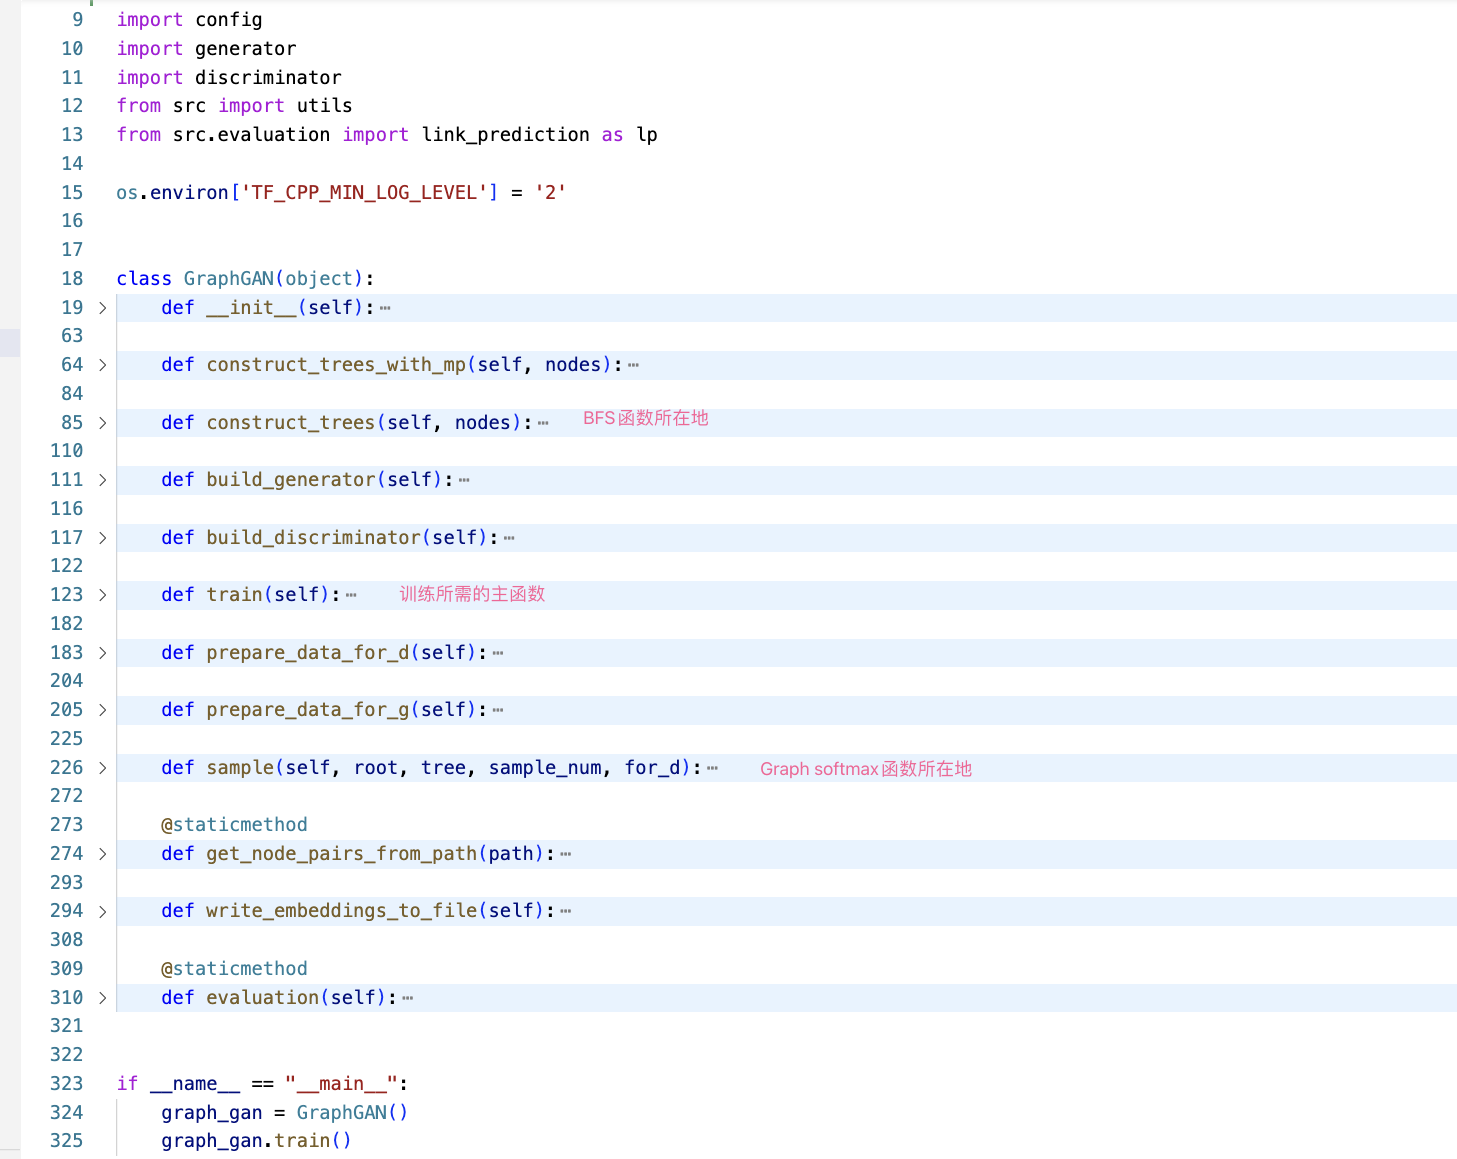 9 import config
10 import generator
11 import discriminator
12 from src import utils
13 from src.evaluation import link_prediction as lp
14
15 os.environ['TF_CPP_MIN_LOG_LEVEL'] = '2'
16
17
18 class GraphGAN(object):
19 def __init__(self):⋯
63
64 def construct_trees_with_mp(self, nodes):⋯
84
85 def construct_trees(self, nodes):⋯ BFS函数所在地
110
111 def build_generator(self):⋯
116
117 def build_discriminator(self):⋯
122
123 def train(self):⋯ 训练所需的主函数
182
183 def prepare_data_for_d(self):⋯
204
205 def prepare_data_for_g(self):⋯
225
226 def sample(self, root, tree, sample_num, for_d):⋯ Graph softmax函数所在地
272
273 @staticmethod
274 def get_node_pairs_from_path(path):⋯
293
294 def write_embeddings_to_file(self):⋯
308
309 @staticmethod
310 def evaluation(self):⋯
321
322
323 if __name__ == "__main__":
324 graph_gan = GraphGAN()
325 graph_gan.train()